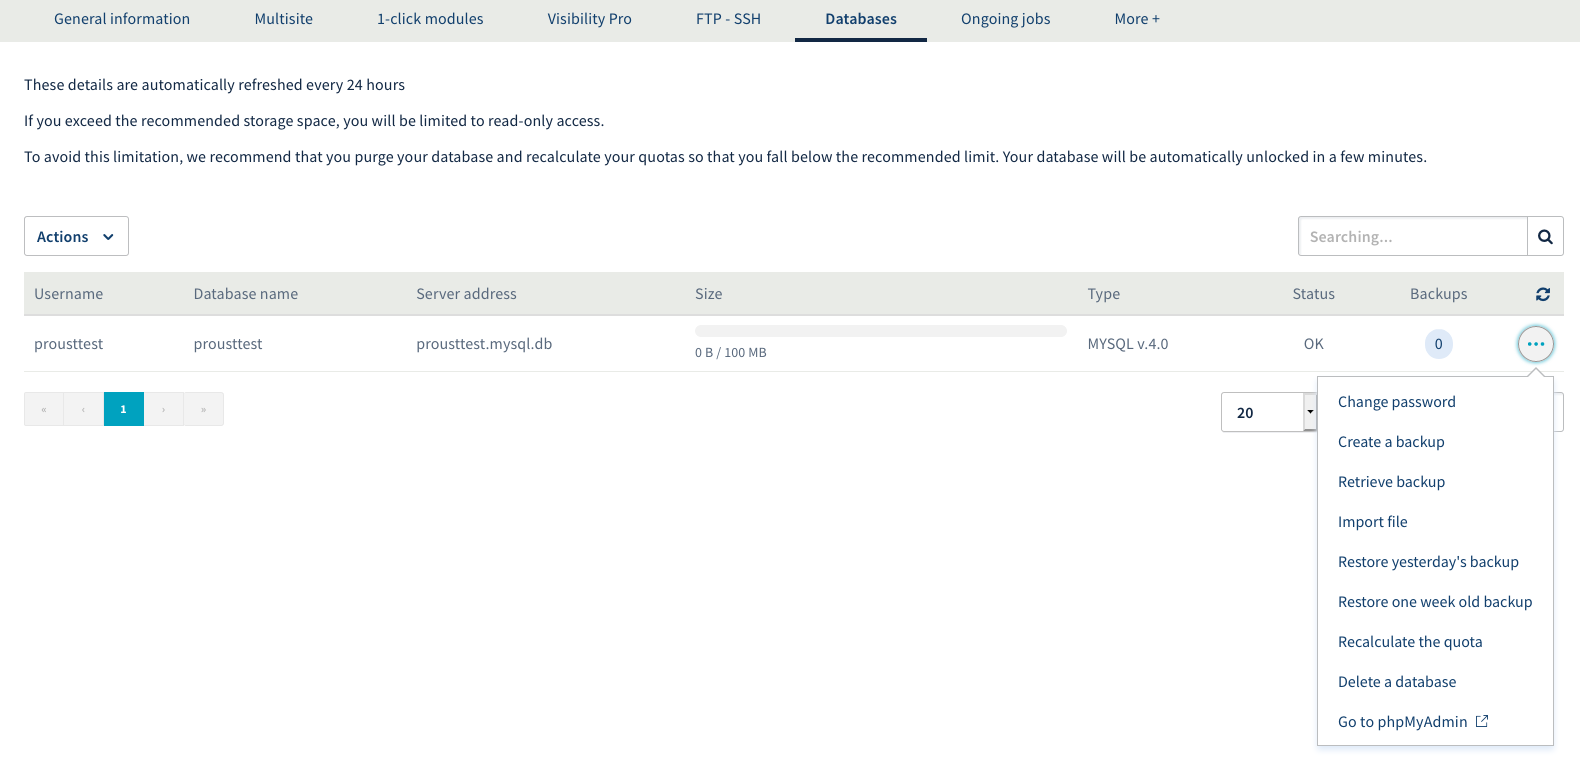 General information Multisite 1-click modules Visibility Pro FTP - SSH Databases Ongoing jobs More +
These details are automatically refreshed every 24 hours
If you exceed the recommended storage space, you will be limited to read-only access.
To avoid this limitation, we recommend that you purge your database and recalculate your quotas so that you fall below the recommended limit. Your database will be automatically unlocked in a few minutes.
Actions Searching...
Username Database name Server address Size Type Status Backups
prousttest prousttest prousttest.mysql.db 0 B / 100 MB MYSQL v.4.0 OK 0
« ‹ 1 › » 20
Change password
Create a backup
Retrieve backup
Import file
Restore yesterday's backup
Restore one week old backup
Recalculate the quota
Delete a database
Go to phpMyAdmin